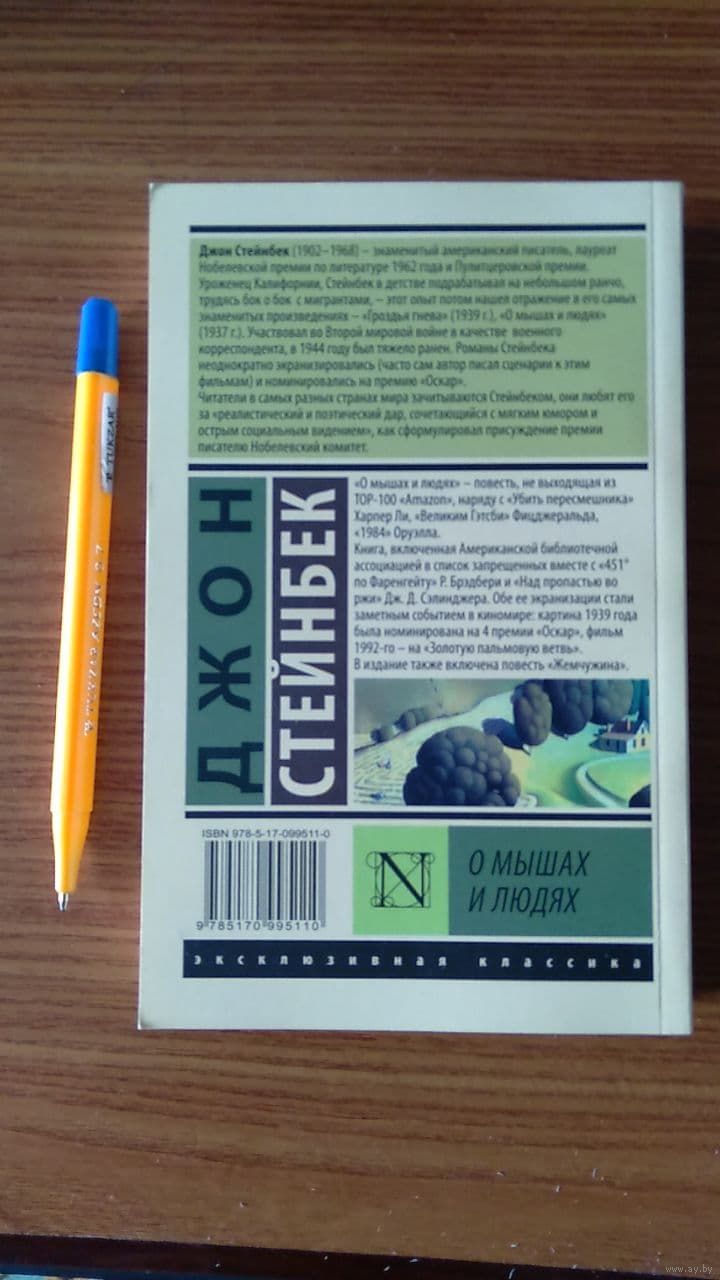 Джон Стейнбек (1902–1968) – знаменитый американский писатель, лауреат
Нобелевской премии по литературе 1962 года и Пулитцеровской премии.
Уроженец Калифорнии, Стейнбек в детстве подрабатывал на небольшом ранчо,
трудясь бок о бок с мигрантами, – этот опыт потом нашел отражение в его самых
знаменитых произведениях – «Гроздья гнева» (1939 г.), «О мышах и людях»
(1937 г.). Участвовал во Второй мировой войне в качестве военного
корреспондента, в 1944 году был тяжело ранен. Романы Стейнбека
неоднократно экранизировались (часто сам автор писал сценарии к этим
фильмам) и номинировались на премию «Оскар».
Читатели в самых разных странах мира зачитываются Стейнбеком, они любят его
за «реалистический и поэтический дар, сочетающийся с мягким юмором и
острым социальным видением», как сформулировал присуждение премии
писателю Нобелевский комитет.
ДЖОН
СТЕЙНБЕК
«О мышах и людях» – повесть, не выходящая из
TOP-100 «Amazon», наряду с «Убить пересмешника»
Харпер Ли, «Великим Гэтсби» Фицджеральда,
«1984» Оруэлла.
Книга, включенная Американской библиотечной
ассоциацией в список запрещенных вместе с «451°
по Фаренгейту» Р. Брэдбери и «Над пропастью во
ржи» Дж. Д. Сэлинджера. Обе ее экранизации стали
заметным событием в киномире: картина 1939 года
была номинирована на 4 премии «Оскар», фильм
1992-го – на «Золотую пальмовую ветвь».
В издание также включена повесть «Жемчужина».
ISBN 978-5-17-099511-0
9 785170 995110
N
О МЫШАХ
И ЛЮДЯХ
эксклюзивная классика
TUKZAR
www.ay.by